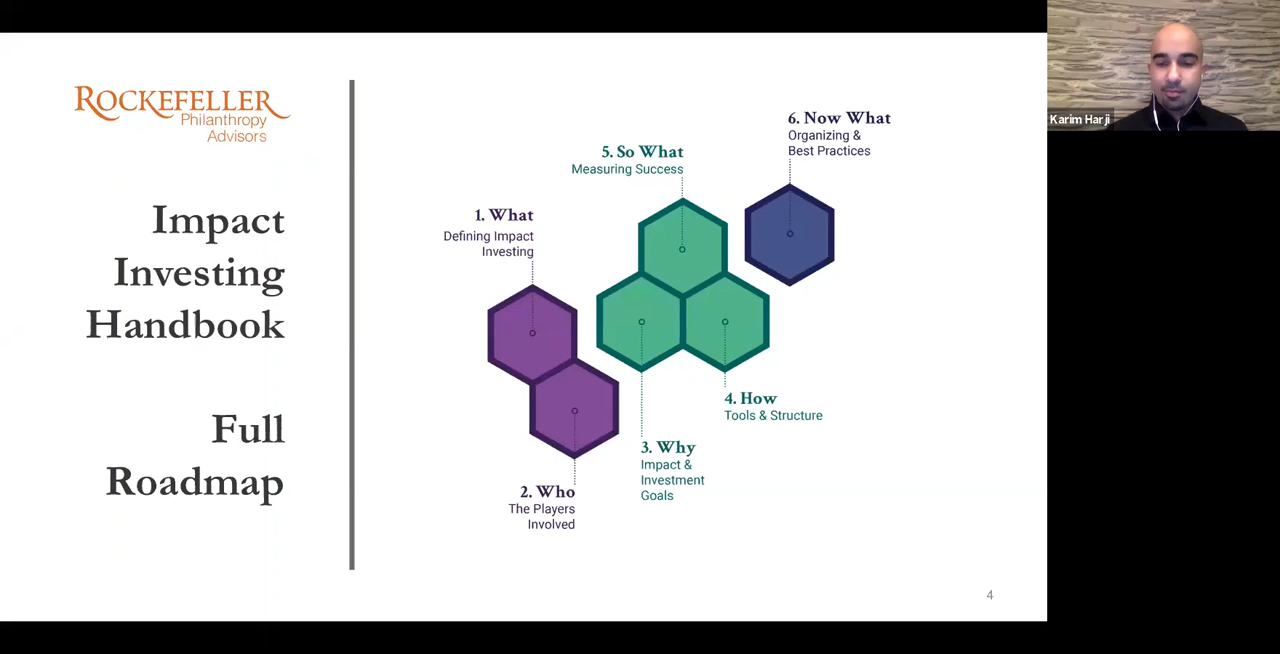 ROCKEFELLER
Philanthropy
Advisors
Impact
Investing
Handbook
Full
Roadmap
1. What
Defining Impact
Investing
2. Who
The Players
Involved
3. Why
Impact &
Investment
Goals
4. How
Tools & Structure
5. So What
Measuring Success
6. Now What
Organizing &
Best Practices
4
Karim Harji